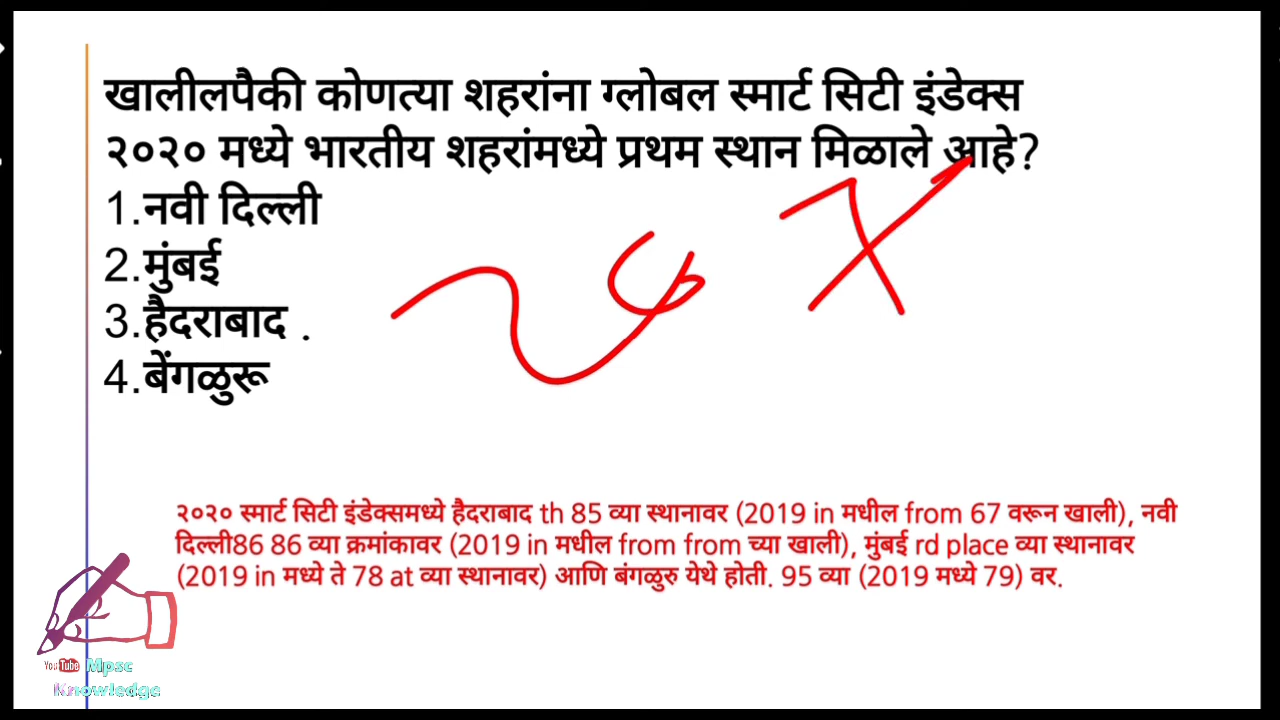 खालीलपैकी कोणत्या शहरांना ग्लोबल स्मार्ट सिटी इंडेक्स
२०२० मध्ये भारतीय शहरांमध्ये प्रथम स्थान मिळाले आहे?
1.नवी दिल्ली
2.मुंबई
3.हैदराबाद .
4.बेंगळुरू
२०२० स्मार्ट सिटी इंडेक्समध्ये हैदराबाद th 85 व्या स्थानावर (2019 in मधील from 67 वरून खाली), नवी
दिल्ली86 86 व्या क्रमांकावर (2019 in मधील from from च्या खाली), मुंबई rd place व्या स्थानावर
(2019 in मध्ये ते 78 at व्या स्थानावर) आणि बंगळुरु येथे होती. 95 व्या (2019 मध्ये 79) वर.
YouTube Mpsc
Knowledge